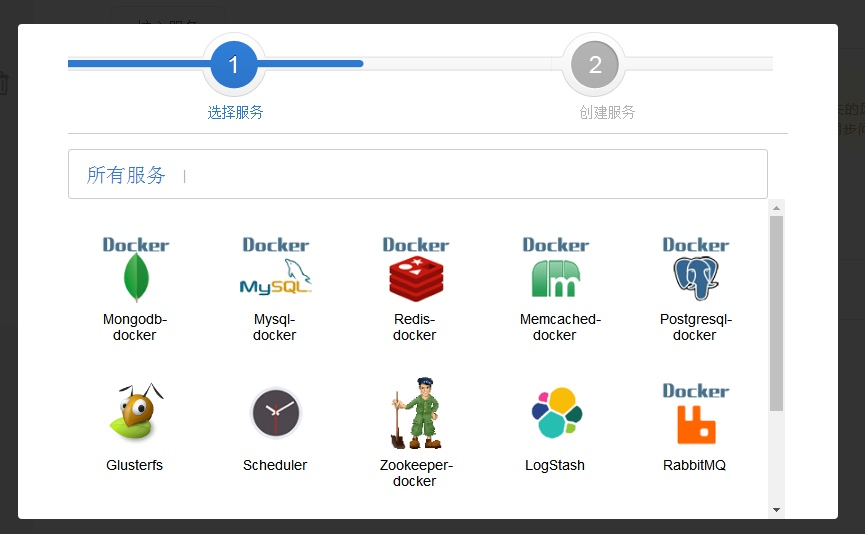 1
2
选择服务
创建服务
所有服务 |
Docker
Docker
Docker
Docker
Docker
MySQL
Mongodb-
docker
Mysql-
docker
Redis-
docker
Memcached-
docker
Postgresql-
docker
Docker
Glusterfs
Scheduler
Zookeeper-
docker
LogStash
RabbitMQ